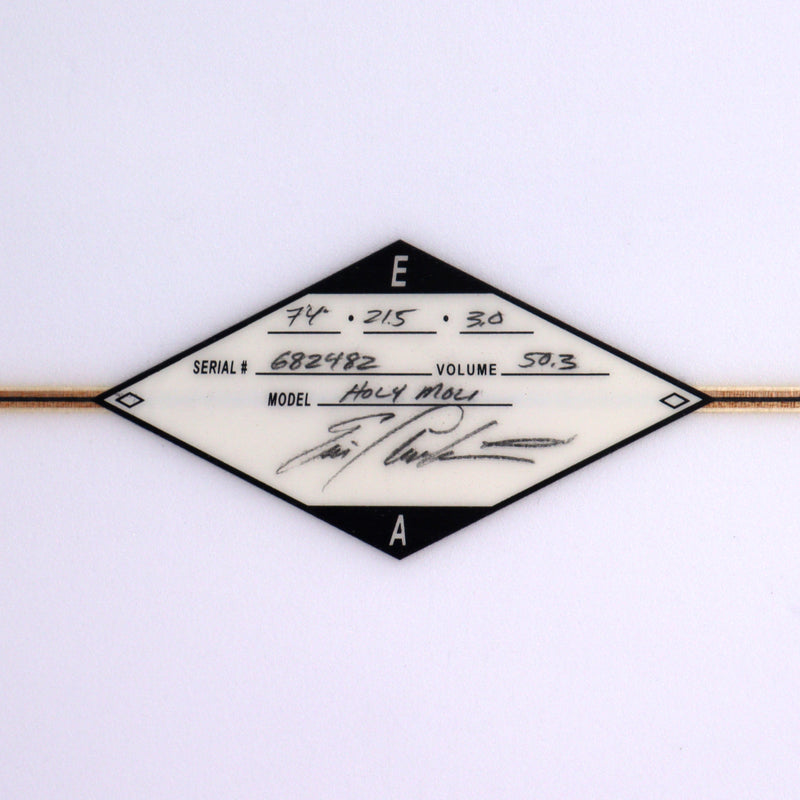 E
7'4" • 21.5 • 3.0
SERIAL # 682482 VOLUME 50.3
MODEL HOLY MOLI
A